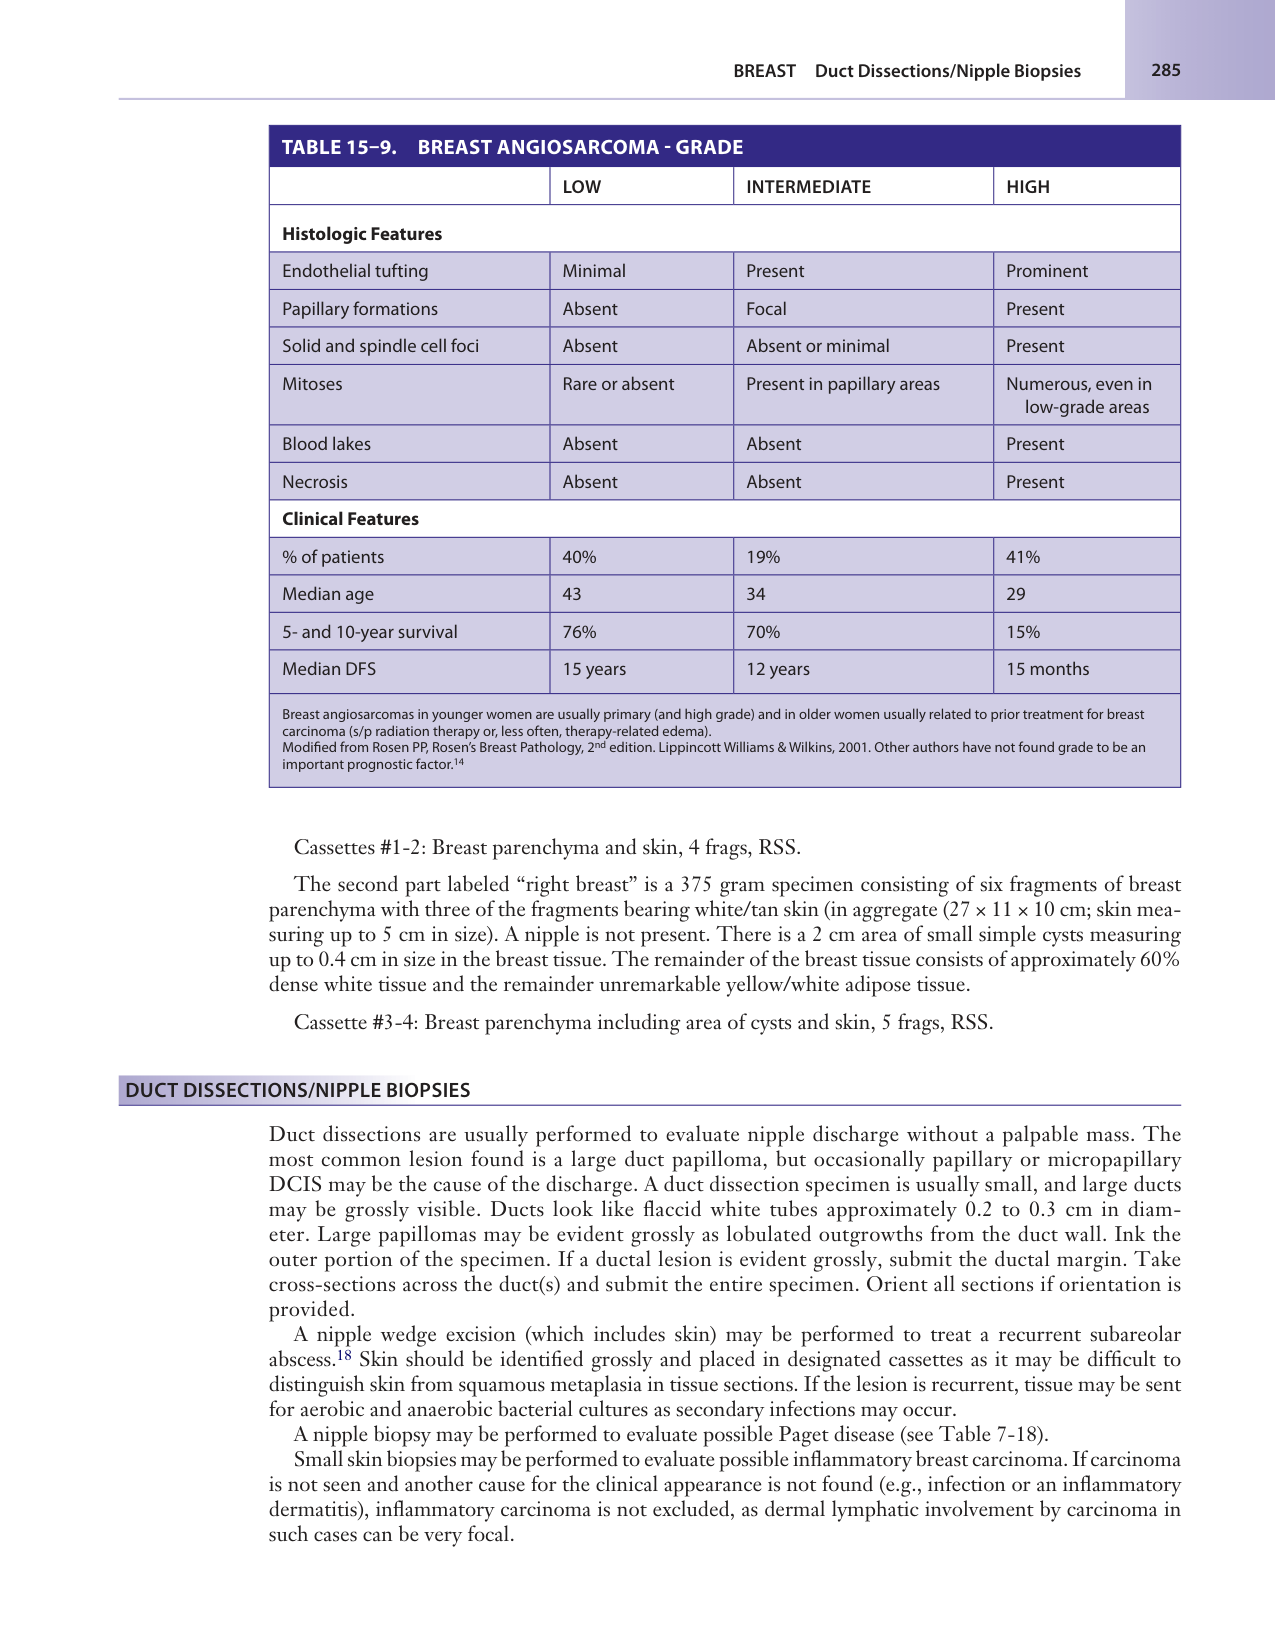 BREAST Duct Dissections/Nipple Biopsies 285
TABLE 15–9. BREAST ANGIOSARCOMA - GRADE
LOW INTERMEDIATE HIGH
Histologic Features
Endothelial tufting Minimal Present Prominent
Papillary formations Absent Focal Present
Solid and spindle cell foci Absent Absent or minimal Present
Mitoses Rare or absent Present in papillary areas Numerous, even in
low-grade areas
Blood lakes Absent Absent Present
Necrosis Absent Absent Present
Clinical Features
% of patients 40% 19% 41%
Median age 43 34 29
5- and 10-year survival 76% 70% 15%
Median DFS 15 years 12 years 15 months
Breast angiosarcomas in younger women are usually primary (and high grade) and in older women usually related to prior treatment for breast
carcinoma (s/p radiation therapy or, less often, therapy-related edema).
Modified from Rosen PP, Rosen’s Breast Pathology, 2nd edition. Lippincott Williams & Wilkins, 2001. Other authors have not found grade to be an
important prognostic factor.14
Cassettes #1-2: Breast parenchyma and skin, 4 frags, RSS.
The second part labeled “right breast” is a 375 gram specimen consisting of six fragments of breast
parenchyma with three of the fragments bearing white/tan skin (in aggregate (27 × 11 × 10 cm; skin mea-
suring up to 5 cm in size). A nipple is not present. There is a 2 cm area of small simple cysts measuring
up to 0.4 cm in size in the breast tissue. The remainder of the breast tissue consists of approximately 60%
dense white tissue and the remainder unremarkable yellow/white adipose tissue.
Cassette #3-4: Breast parenchyma including area of cysts and skin, 5 frags, RSS.
DUCT DISSECTIONS/NIPPLE BIOPSIES
Duct dissections are usually performed to evaluate nipple discharge without a palpable mass. The
most common lesion found is a large duct papilloma, but occasionally papillary or micropapillary
DCIS may be the cause of the discharge. A duct dissection specimen is usually small, and large ducts
may be grossly visible. Ducts look like flaccid white tubes approximately 0.2 to 0.3 cm in diam-
eter. Large papillomas may be evident grossly as lobulated outgrowths from the duct wall. Ink the
outer portion of the specimen. If a ductal lesion is evident grossly, submit the ductal margin. Take
cross-sections across the duct(s) and submit the entire specimen. Orient all sections if orientation is
provided.
A nipple wedge excision (which includes skin) may be performed to treat a recurrent subareolar
abscess.18 Skin should be identified grossly and placed in designated cassettes as it may be difficult to
distinguish skin from squamous metaplasia in tissue sections. If the lesion is recurrent, tissue may be sent
for aerobic and anaerobic bacterial cultures as secondary infections may occur.
A nipple biopsy may be performed to evaluate possible Paget disease (see Table 7-18).
Small skin biopsies may be performed to evaluate possible inflammatory breast carcinoma. If carcinoma
is not seen and another cause for the clinical appearance is not found (e.g., infection or an inflammatory
dermatitis), inflammatory carcinoma is not excluded, as dermal lymphatic involvement by carcinoma in
such cases can be very focal.